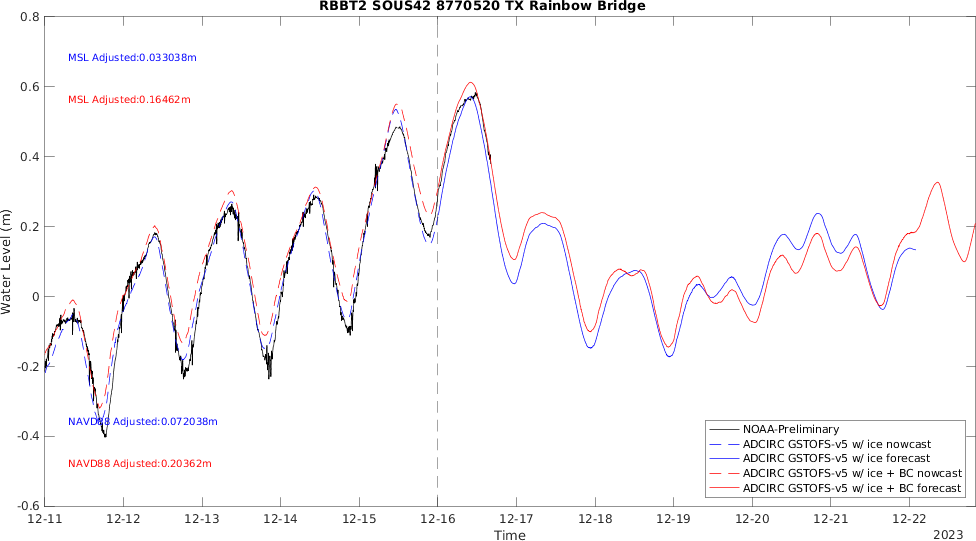 RBBT2 SOUS42 8770520 TX Rainbow Bridge
0.8
MSL Adjusted:0.033038m
0.6
MSL Adjusted:0.16462m
0.4
0.2
Water Level (m)
0
-0.2
NAVD88 Adjusted:0.072038m
NOAA-Preliminary
-0.4
ADCIRC GSTOFS-v5 w/ ice nowcast
ADCIRC GSTOFS-v5 w/ ice forecast
NAVD88 Adjusted:0.20362m
ADCIRC GSTOFS-v5 w/ ice + BC nowcast
ADCIRC GSTOFS-v5 w/ ice + BC forecast
-0.6
12-11 12-12 12-13 12-14 12-15 12-16 12-17 12-18 12-19 12-20 12-21 12-22
Time
2023